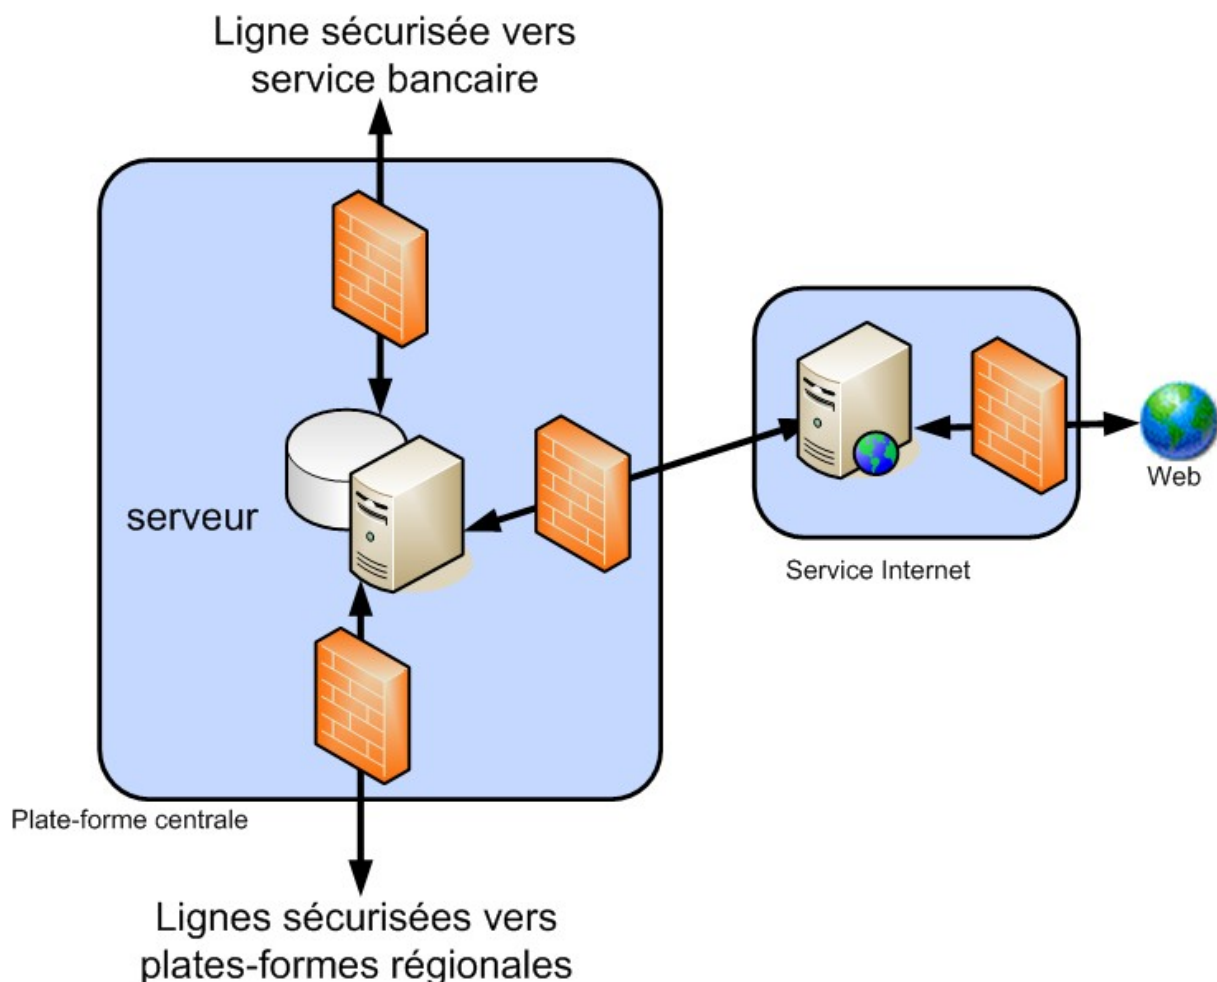 Ligne sécurisée vers
service bancaire
serveur
Web
Service Internet
Plate-forme centrale
Lignes sécurisées vers
plates-formes régionales